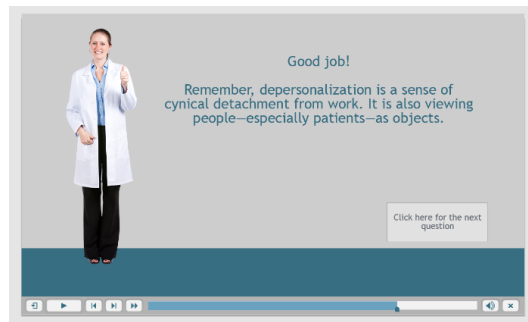 Good job!
Remember, depersonalization is a sense of
cynical detachment from work. It is also viewing
people—especially patients—as objects.
Click here for the next
question